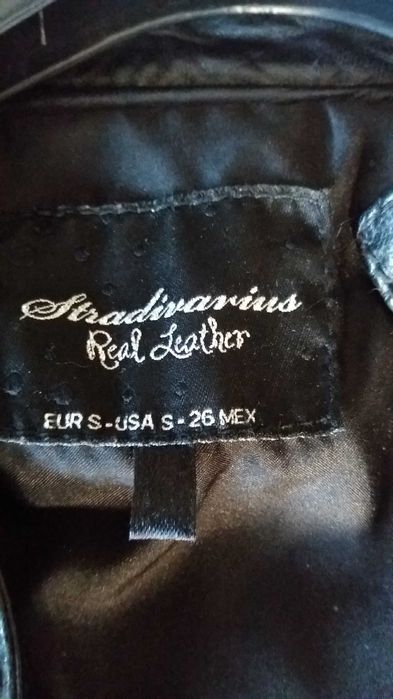 Stradivarius
Real Leather
EUR S - USA S - 26 MEX